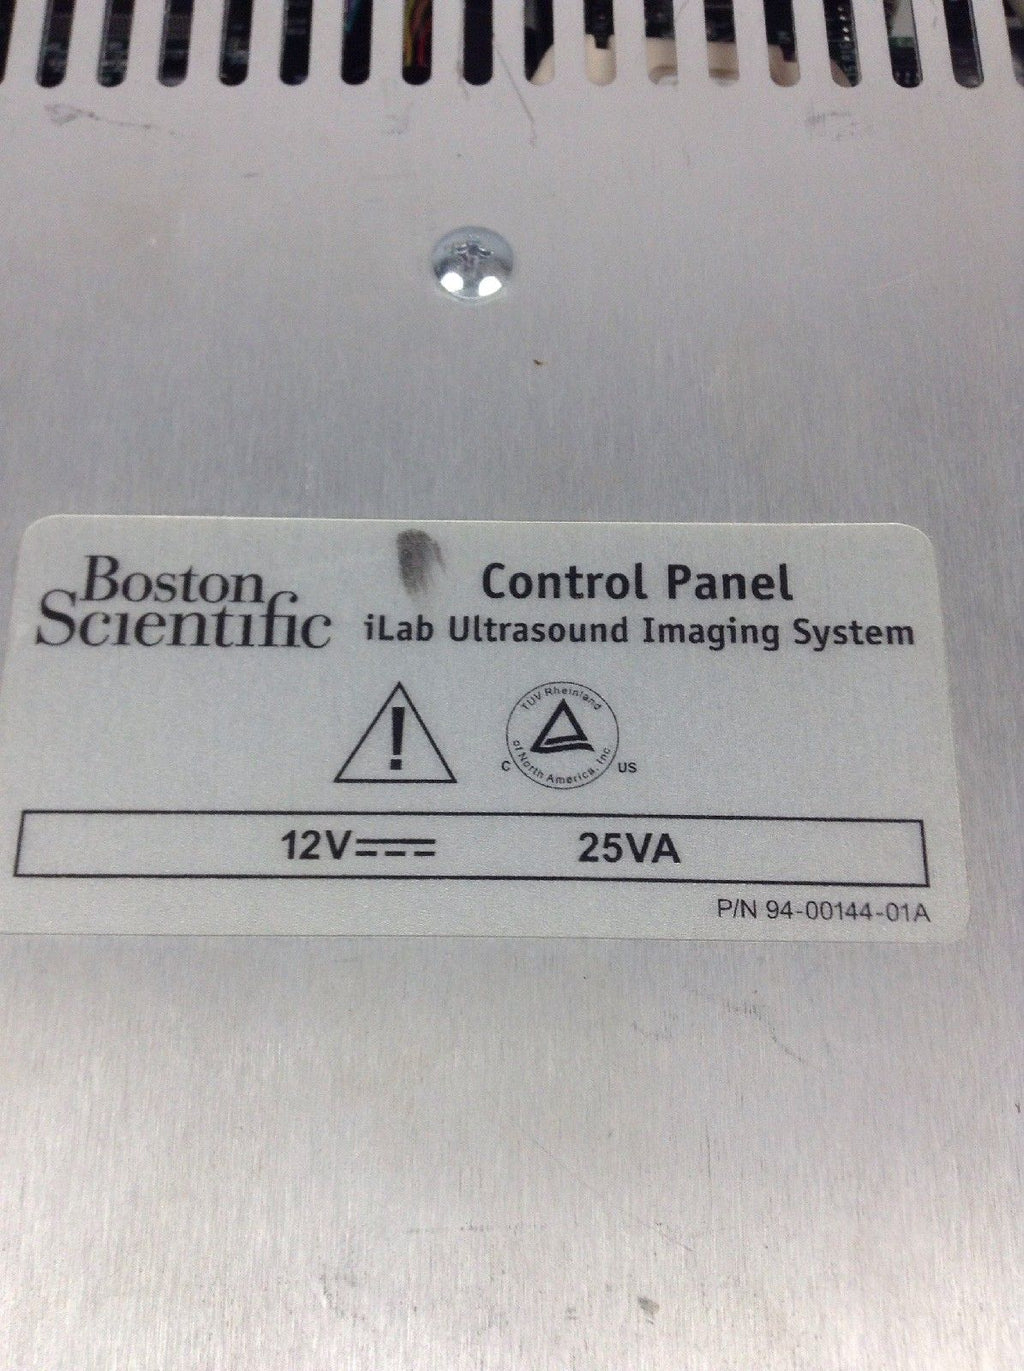 Boston
Scientific
Control Panel
iLab Ultrasound Imaging System
!
TÜV Rheinland
of North America, Inc.
C US
12V⎓ 25VA
P/N 94-00144-01A